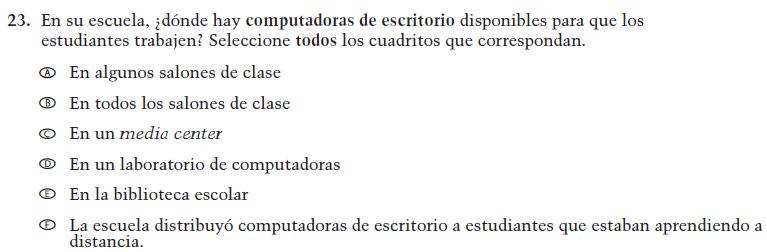 23. En su escuela, ¿dónde hay computadoras de escritorio disponibles para que los
estudiantes trabajen? Seleccione todos los cuadritos que correspondan.
Ⓐ En algunos salones de clase
Ⓑ En todos los salones de clase
Ⓒ En un media center
Ⓓ En un laboratorio de computadoras
Ⓔ En la biblioteca escolar
Ⓕ La escuela distribuyó computadoras de escritorio a estudiantes que estaban aprendiendo a
distancia.